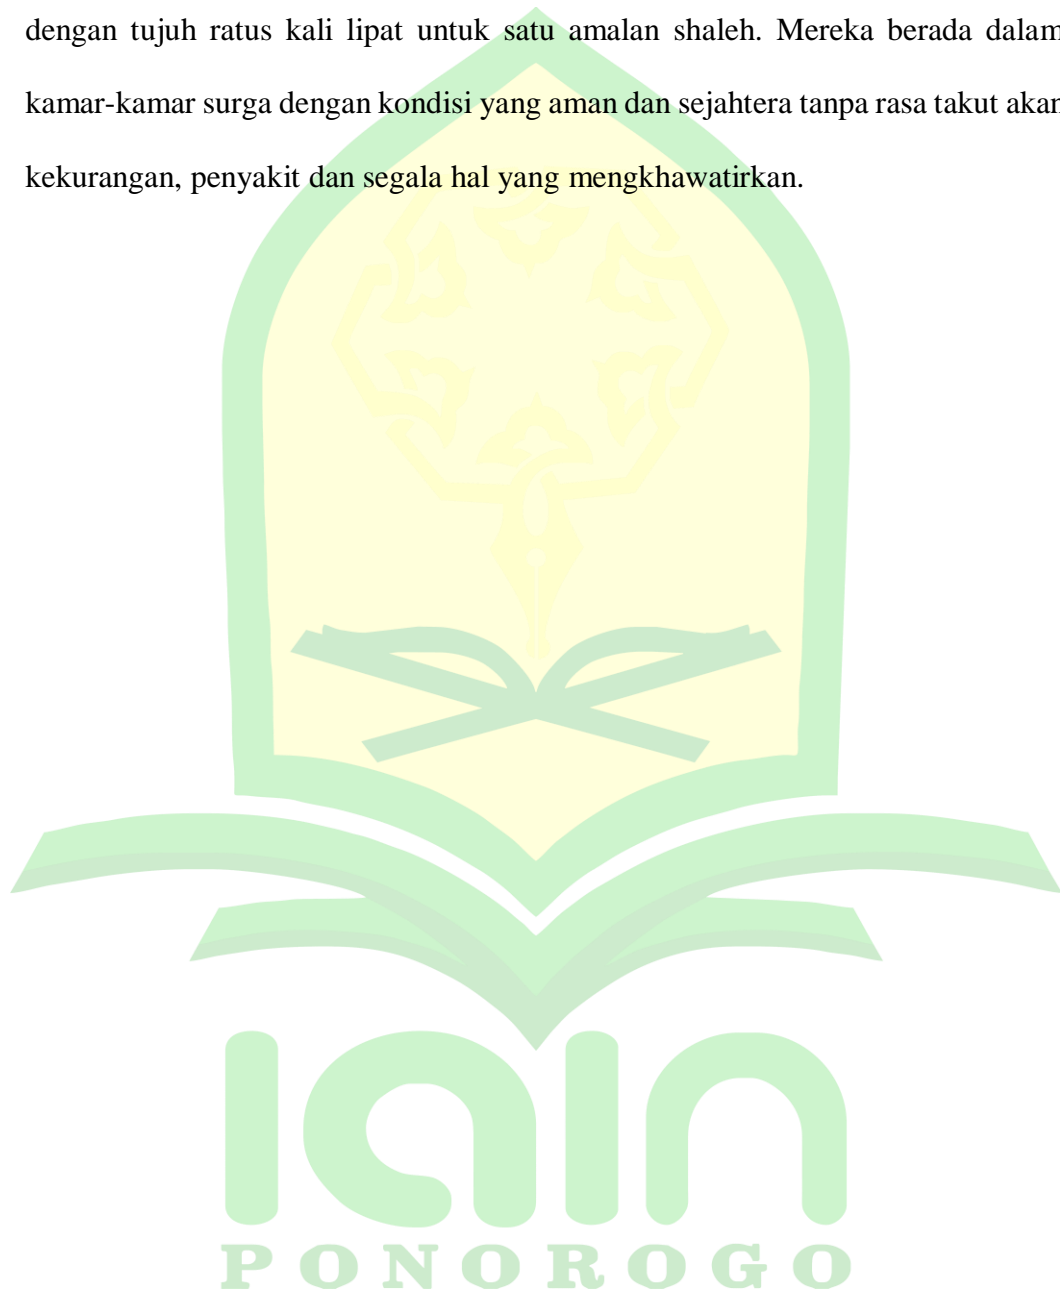 dengan tujuh ratus kali lipat untuk satu amalan shaleh. Mereka berada dalam
kamar-kamar surga dengan kondisi yang aman dan sejahtera tanpa rasa takut akan
kekurangan, penyakit dan segala hal yang mengkhawatirkan.
iain
PONOROGO